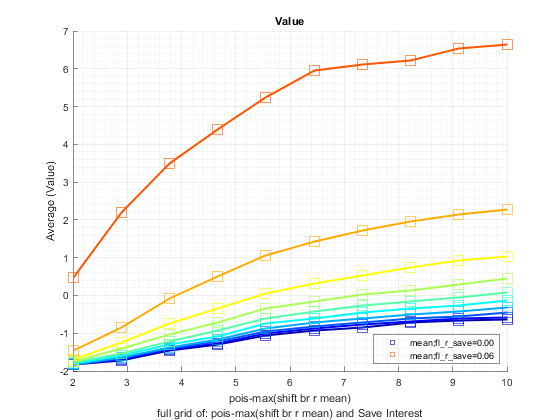 Value
7
6
5
4
3
2
1
0
-1
-2
Average (Value)
2 3 4 5 6 7 8 9 10
mean;fl_r_save=0.00
mean;fl_r_save=0.06
pois-max(shift br r mean)
full grid of: pois-max(shift br r mean) and Save Interest